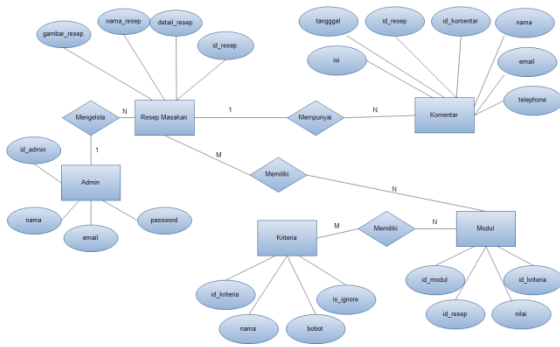 gambar_resep
nama_resep
detail_resep
id_resep
tangggal
id_resep
id_komentar
nama
isi
email
telephone
Mengelola
N
Resep Masakan
1
Mempunyai
N
Komentar
id_admin
1
M
Admin
Memiliki
N
nama
email
password
Kriteria
M
Memiliki
N
Modul
id_kriteria
is_ignore
nama
bobot
id_modul
id_kriteria
id_resep
nilai